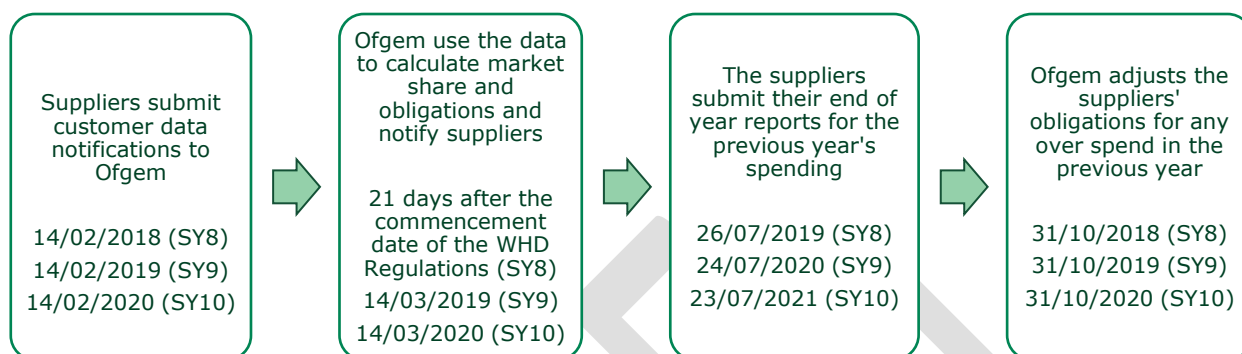 Suppliers submit
customer data
notifications to
Ofgem
14/02/2018 (SY8)
14/02/2019 (SY9)
14/02/2020 (SY10)
Ofgem use the data
to calculate market
share and
obligations and
notify suppliers
21 days after the
commencement
date of the WHD
Regulations (SY8)
14/03/2019 (SY9)
14/03/2020 (SY10)
The suppliers
submit their end of
year reports for the
previous year's
spending
26/07/2019 (SY8)
24/07/2020 (SY9)
23/07/2021 (SY10)
Ofgem adjusts the
suppliers'
obligations for any
over spend in the
previous year
31/10/2018 (SY8)
31/10/2019 (SY9)
31/10/2020 (SY10)